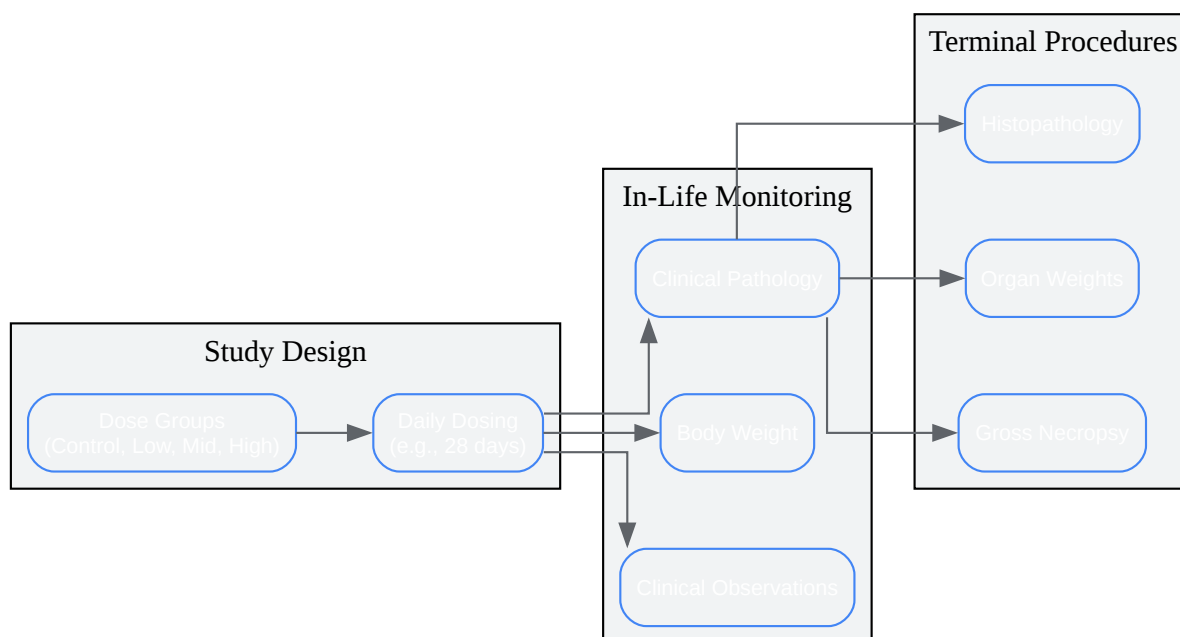 Study Design
Dose Groups
(Control, Low, Mid, High)
Daily Dosing
(e.g., 28 days)
In-Life Monitoring
Clinical Pathology
Body Weight
Clinical Observations
Terminal Procedures
Histopathology
Organ Weights
Gross Necropsy